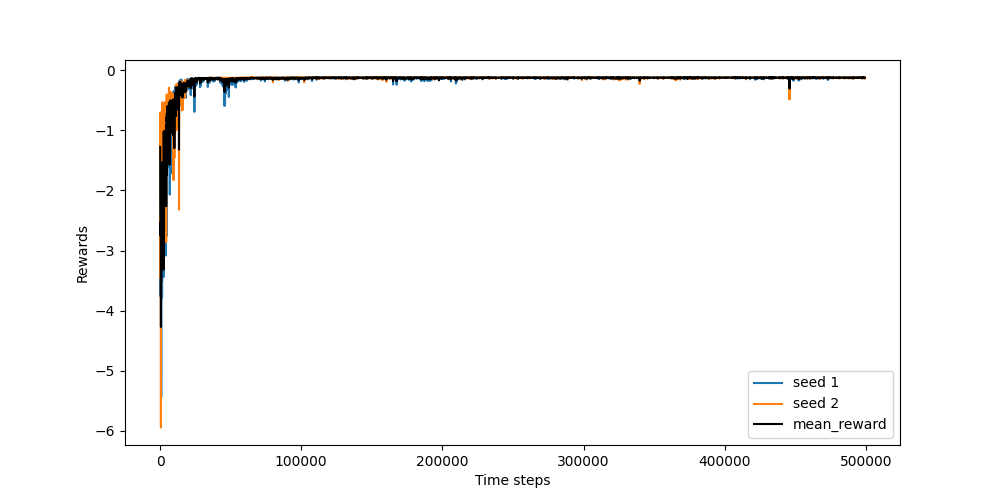 0
−1
−2
−3
−4
−5
−6
Rewards
0
100000
200000
300000
400000
500000
Time steps
seed 1
seed 2
mean_reward